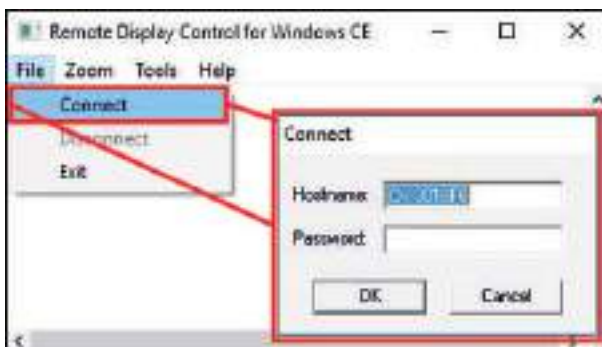 Remote Display Control for Windows CE
File Zoom Tools Help
Connect
Disconnect
Exit
Connect
Hostname:
Password:
OK Cancel